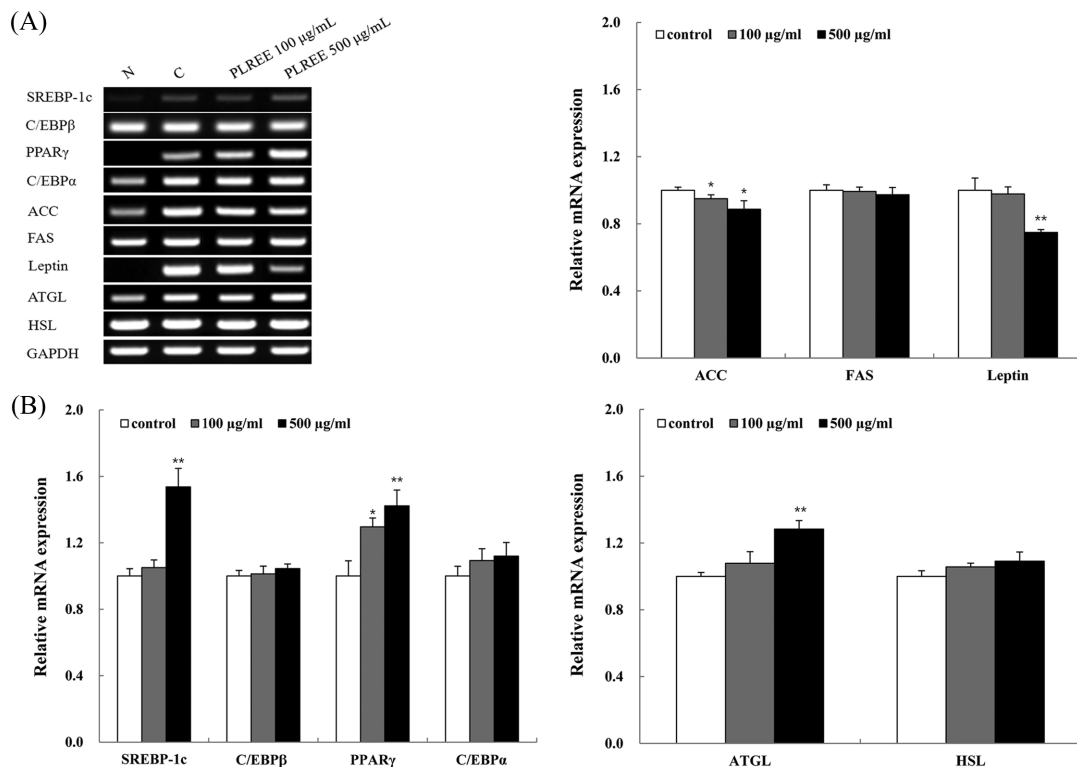 (A)
N C PLREE 100 μg/mL PLREE 500 μg/mL
SREBP-1c
C/EBPβ
PPARγ
C/EBPα
ACC
FAS
Leptin
ATGL
HSL
GAPDH
Relative mRNA expression
2.0
1.6
1.2
0.8
0.4
0.0
control 100 μg/ml 500 μg/ml
* * **
ACC FAS Leptin
(B)
Relative mRNA expression
2.0
1.6
1.2
0.8
0.4
0.0
control 100 μg/ml 500 μg/ml
** * **
SREBP-1c C/EBPβ PPARγ C/EBPα
Relative mRNA expression
2.0
1.6
1.2
0.8
0.4
0.0
control 100 μg/ml 500 μg/ml
**
ATGL HSL